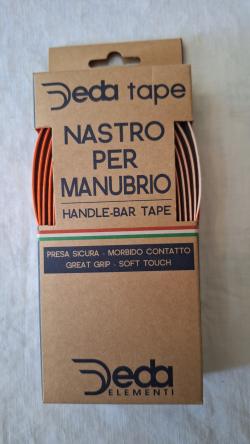 Deda tape
NASTRO
PER
MANUBRIO
HANDLE-BAR TAPE
PRESA SICURA - MORBIDO CONTATTO
GREAT GRIP - SOFT TOUCH
Deda
ELEMENTI